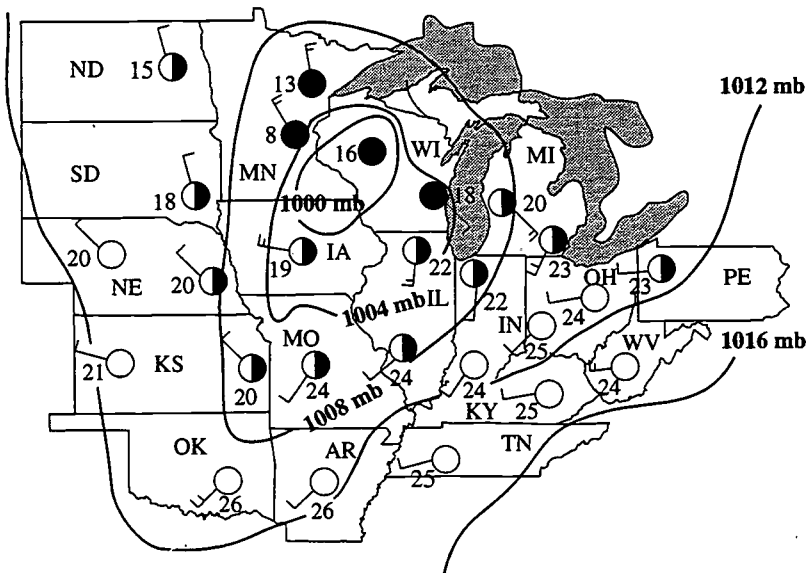 ND
15
13
1012 mb
8
16
WI
MI
SD
MN
18
18
20
1000 mb
20
NE
20
19
IA
22
23
OH
23
PE
IL
22
24
1004 mb
IN
25
WV
1016 mb
MO
21
KS
20
24
24
24
25
24
1008 mb
KY
OK
AR
TN
25
26
26